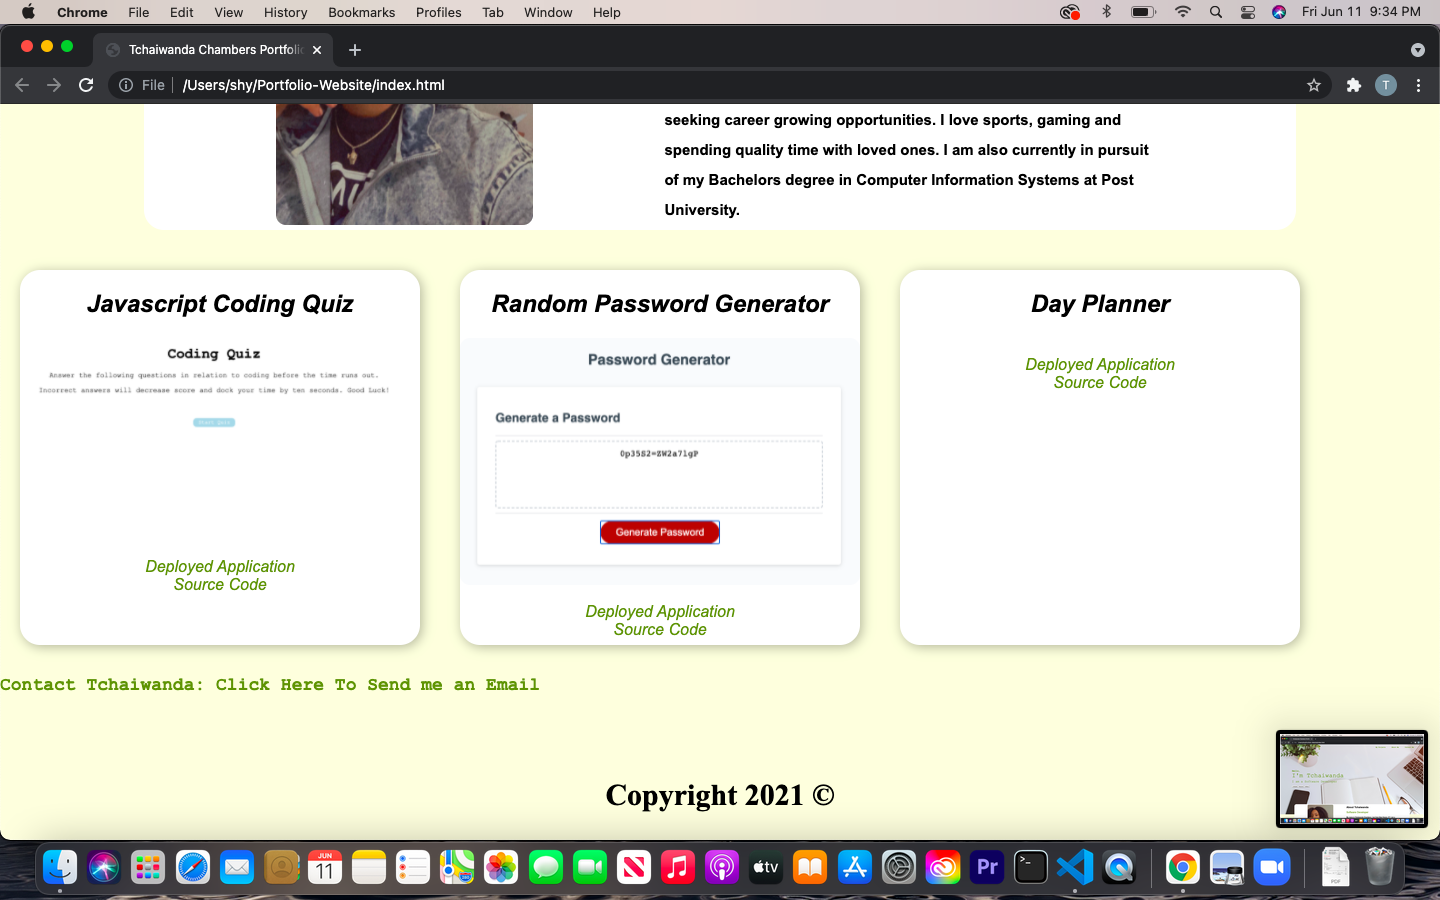 Chrome File Edit View History Bookmarks Profiles Tab Window Help Fri Jun 11 9:34 PM
Tchaiwanda Chambers Portfolio
File /Users/shy/Portfolio-Website/index.html T
seeking career growing opportunities. I love sports, gaming and
spending quality time with loved ones. I am also currently in pursuit
of my Bachelors degree in Computer Information Systems at Post
University.
Javascript Coding Quiz
Coding Quiz
Answer the following questions in relation to coding before the time runs out.
Incorrect answers will decrease score and dock your time by ten seconds. Good Luck!
Start Quiz
Deployed Application
Source Code
Random Password Generator
Password Generator
Generate a Password
Generate Password
Deployed Application
Source Code
Day Planner
Deployed Application
Source Code
Contact Tchaiwanda: Click Here To Send me an Email
I'm Tchaiwanda
Copyright 2021 ©
JUN
11
tv
Pr
PDF